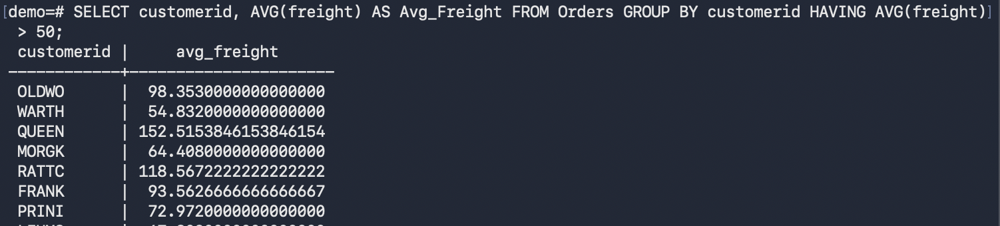 [demo=# SELECT customerid, AVG(freight) AS Avg_Freight FROM Orders GROUP BY customerid HAVING AVG(freight)]
> 50;
customerid | avg_freight
------------+----------------------
OLDWO | 98.3530000000000000
WARTH | 54.8320000000000000
QUEEN | 152.5153846153846154
MORGK | 64.4080000000000000
RATTC | 118.5672222222222222
FRANK | 93.5626666666666667
PRINI | 72.9720000000000000